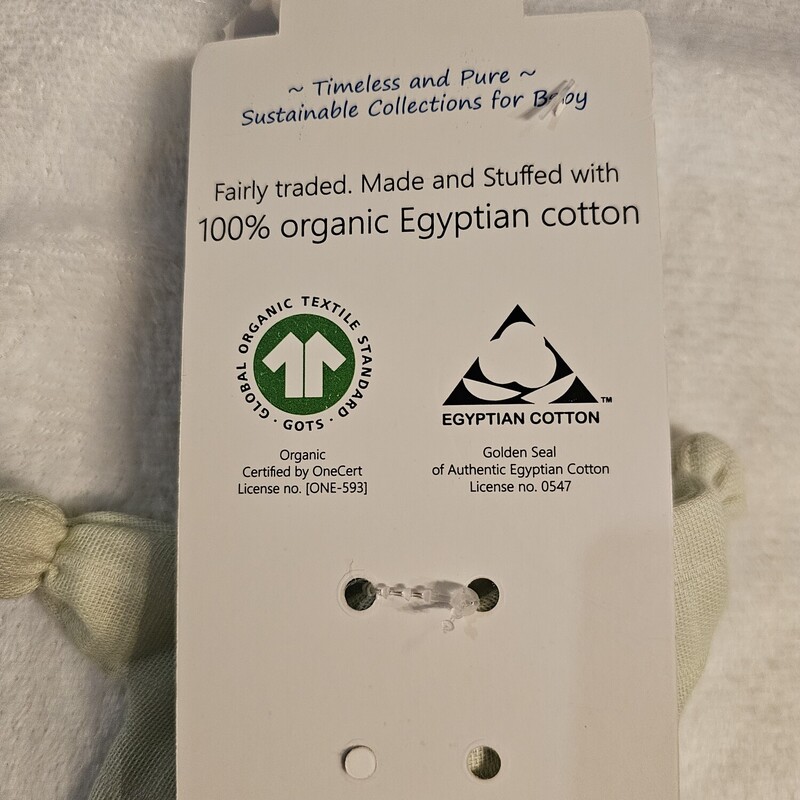 ~ Timeless and Pure ~
Sustainable Collections for Baby
Fairly traded. Made and Stuffed with
100% organic Egyptian cotton
GLOBAL ORGANIC TEXTILE STANDARD · GOTS ·
EGYPTIAN COTTON™
Organic
Certified by OneCert
License no. [ONE-593]
Golden Seal
of Authentic Egyptian Cotton
License no. 0547